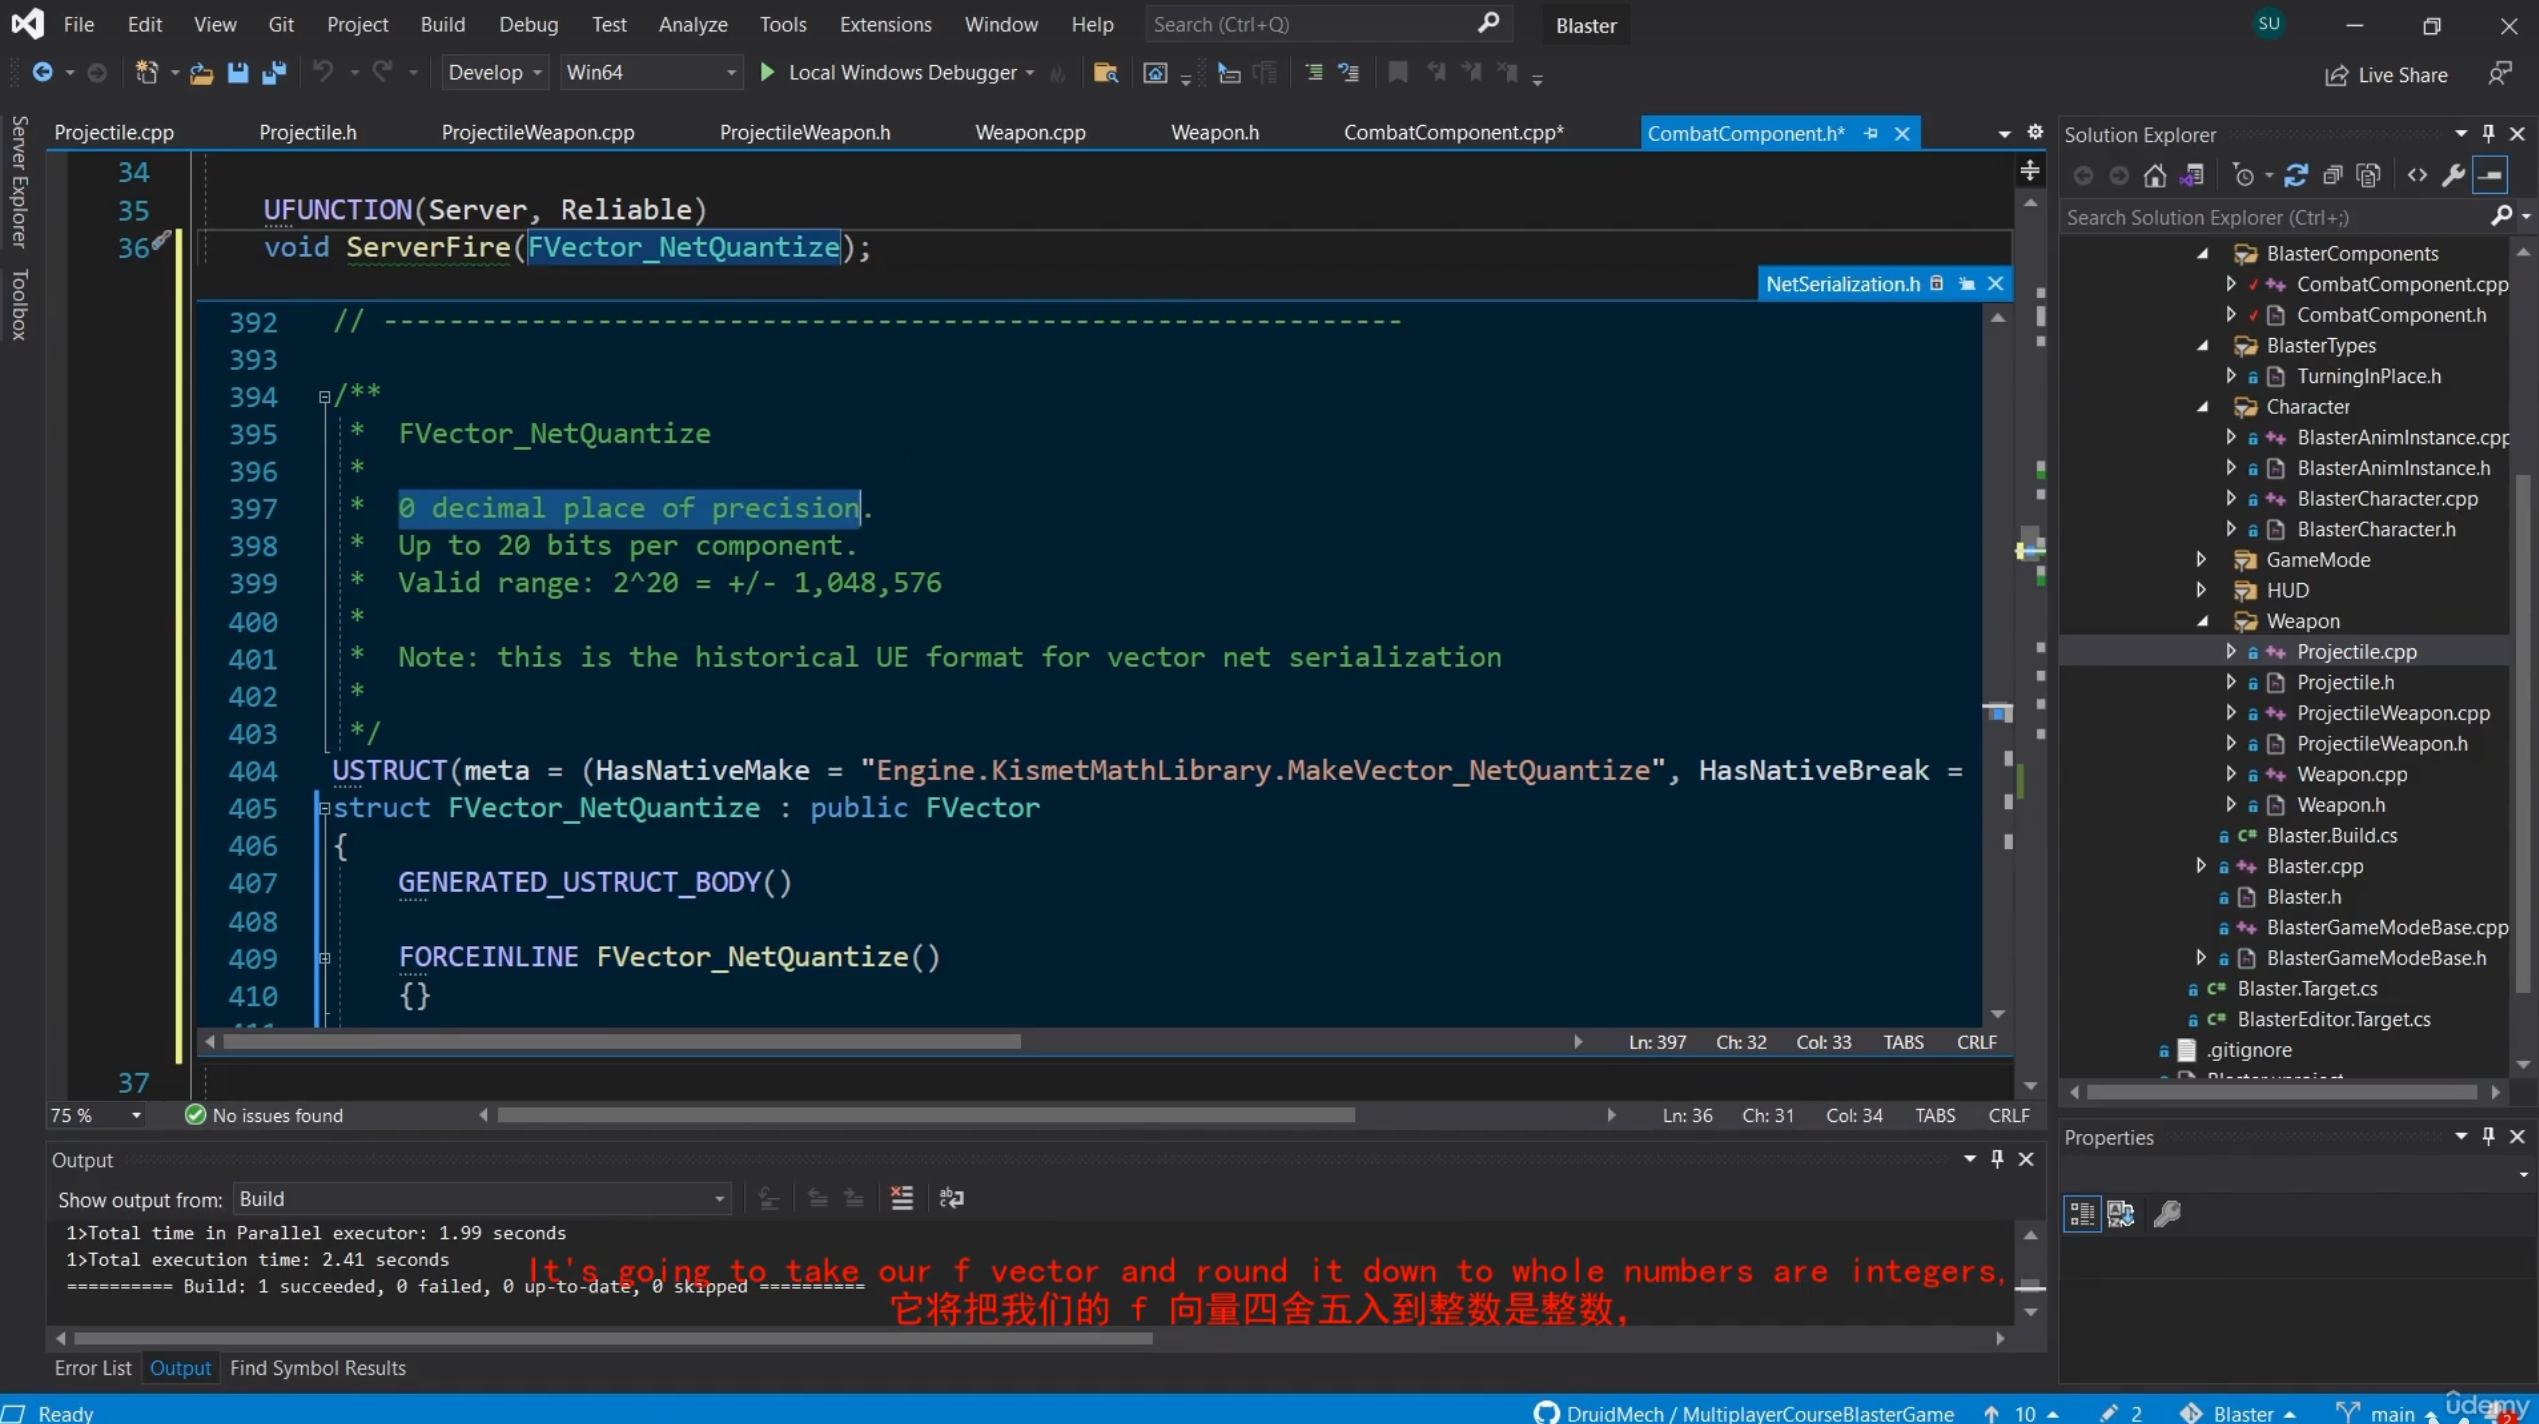 File Edit View Git Project Build Debug Test Analyze Tools Extensions Window Help Search (Ctrl+Q) Blaster SU
Develop Win64 Local Windows Debugger Live Share
Server Explorer
Toolbox
Projectile.cpp Projectile.h ProjectileWeapon.cpp ProjectileWeapon.h Weapon.cpp Weapon.h CombatComponent.cpp* CombatComponent.h*
34
35 UFUNCTION(Server, Reliable)
36 void ServerFire(FVector_NetQuantize);
NetSerialization.h
392 // --------------------------------------------------------------
393
394 /**
395 * FVector_NetQuantize
396 *
397 * 0 decimal place of precision.
398 * Up to 20 bits per component.
399 * Valid range: 2^20 = +/- 1,048,576
400 *
401 * Note: this is the historical UE format for vector net serialization
402 *
403 */
404 USTRUCT(meta = (HasNativeMake = "Engine.KismetMathLibrary.MakeVector_NetQuantize", HasNativeBreak =
405 struct FVector_NetQuantize : public FVector
406 {
407 GENERATED_USTRUCT_BODY()
408
409 FORCEINLINE FVector_NetQuantize()
410 {}
Ln: 397 Ch: 32 Col: 33 TABS CRLF
37
75 % No issues found Ln: 36 Ch: 31 Col: 34 TABS CRLF
Output
Show output from: Build
1>Total time in Parallel executor: 1.99 seconds
1>Total execution time: 2.41 seconds
========== Build: 1 succeeded, 0 failed, 0 up-to-date, 0 skipped ==========
It's going to take our f vector and round it down to whole numbers are integers,
它将把我们的 f 向量四舍五入到整数是整数,
Error List Output Find Symbol Results
Solution Explorer
Search Solution Explorer (Ctrl+;)
BlasterComponents
CombatComponent.cpp
CombatComponent.h
BlasterTypes
TurningInPlace.h
Character
BlasterAnimInstance.cpp
BlasterAnimInstance.h
BlasterCharacter.cpp
BlasterCharacter.h
GameMode
HUD
Weapon
Projectile.cpp
Projectile.h
ProjectileWeapon.cpp
ProjectileWeapon.h
Weapon.cpp
Weapon.h
Blaster.Build.cs
Blaster.cpp
Blaster.h
BlasterGameModeBase.cpp
BlasterGameModeBase.h
Blaster.Target.cs
BlasterEditor.Target.cs
.gitignore
Properties
Ready DruidMech / MultiplayerCourseBlasterGame 10 2 Blaster main
ûdemy